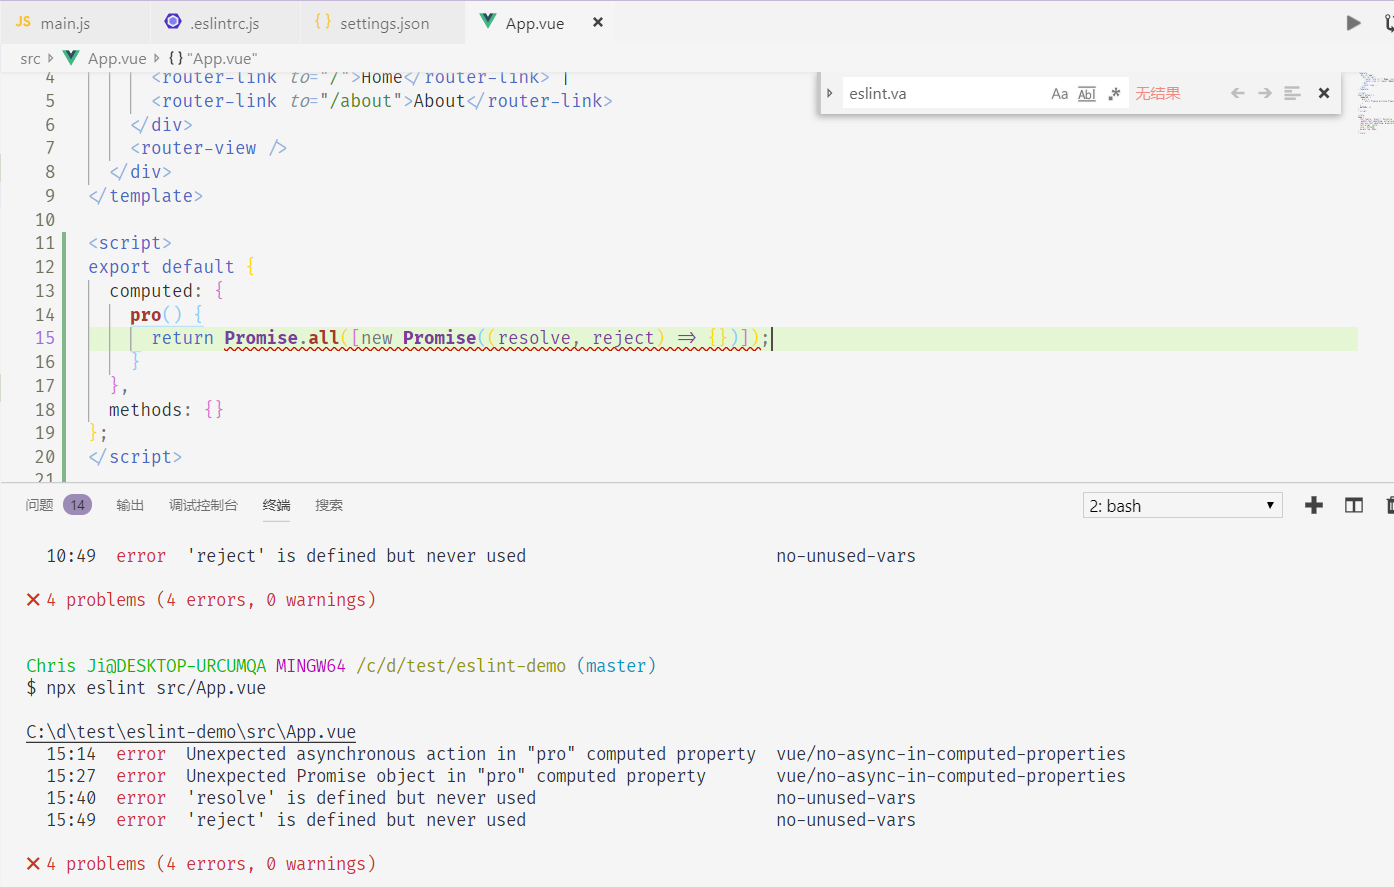 JS main.js .eslintrc.js {} settings.json App.vue ×
src App.vue {} "App.vue"
eslint.va Aa Abl .* 无结果
4 <router-link to="/">Home</router-link> |
5 <router-link to="/about">About</router-link>
6 </div>
7 <router-view />
8 </div>
9 </template>
10
11 <script>
12 export default {
13 computed: {
14 pro() {
15 return Promise.all([new Promise((resolve, reject) => {})]);
16 }
17 },
18 methods: {}
19 };
20 </script>
21
问题 14 输出 调试控制台 终端 搜索 2: bash
10:49 error 'reject' is defined but never used no-unused-vars
✕ 4 problems (4 errors, 0 warnings)
Chris Ji@DESKTOP-URCUMQA MINGW64 /c/d/test/eslint-demo (master)
$ npx eslint src/App.vue
C:\d\test\eslint-demo\src\App.vue
15:14 error Unexpected asynchronous action in "pro" computed property vue/no-async-in-computed-properties
15:27 error Unexpected Promise object in "pro" computed property vue/no-async-in-computed-properties
15:40 error 'resolve' is defined but never used no-unused-vars
15:49 error 'reject' is defined but never used no-unused-vars
✕ 4 problems (4 errors, 0 warnings)